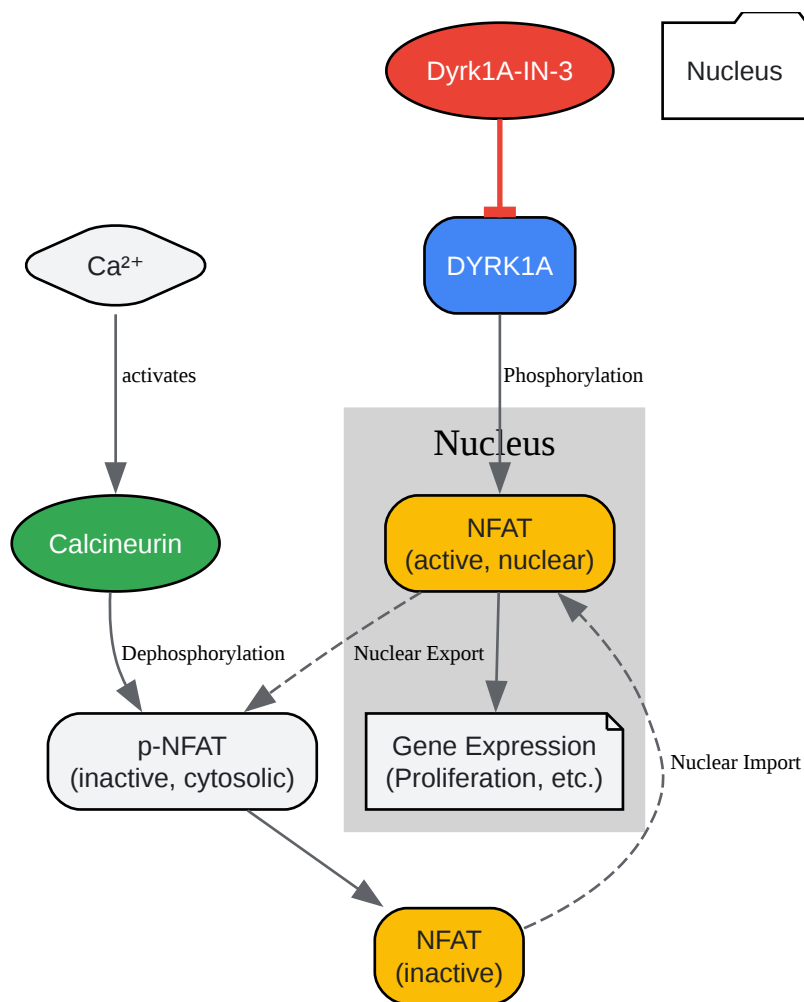 Dyrk1A-IN-3
Nucleus
Ca²⁺
DYRK1A
activates
Phosphorylation
Nucleus
Calcineurin
NFAT
(active, nuclear)
Dephosphorylation
Nuclear Export
p-NFAT
(inactive, cytosolic)
Gene Expression
(Proliferation, etc.)
Nuclear Import
NFAT
(inactive)